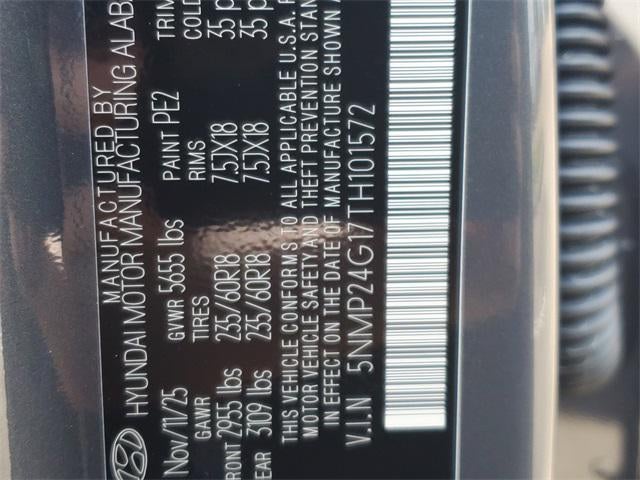 MANUFACTURED BY
HYUNDAI MOTOR MANUFACTURING ALAB
Nov/11/25 GVWR 5655 lbs PAINT PE2 TRIM
GAWR TIRES RIMS COLD
FRONT 2955 lbs 235/60R18 7.5JX18 35 p
REAR 3109 lbs 235/60R18 7.5JX18 35 p
THIS VEHICLE CONFORMS TO ALL APPLICABLE U.S.A.
MOTOR VEHICLE SAFETY AND THEFT PREVENTION STAN
IN EFFECT ON THE DATE OF MANUFACTURE SHOWN
V.I.N 5NMP24G17TH101572